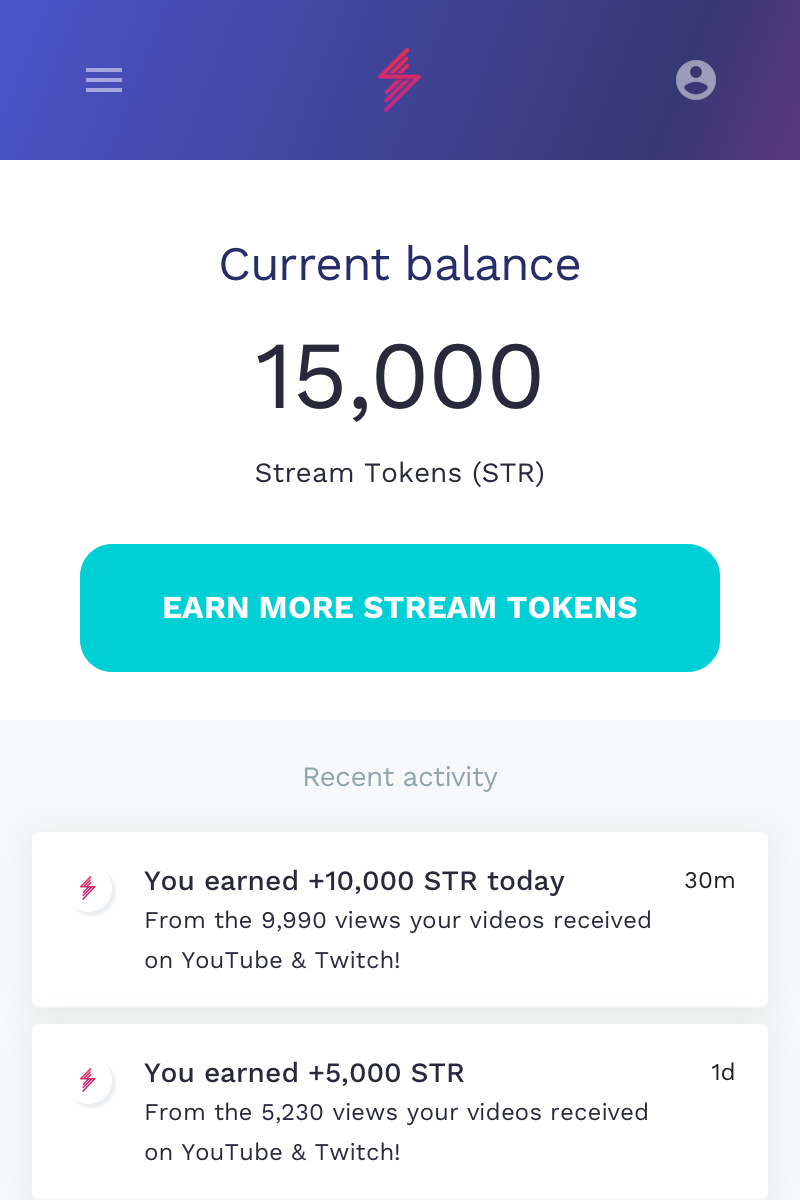 Current balance
15,000
Stream Tokens (STR)
EARN MORE STREAM TOKENS
Recent activity
You earned +10,000 STR today 30m
From the 9,990 views your videos received
on YouTube & Twitch!
You earned +5,000 STR 1d
From the 5,230 views your videos received
on YouTube & Twitch!